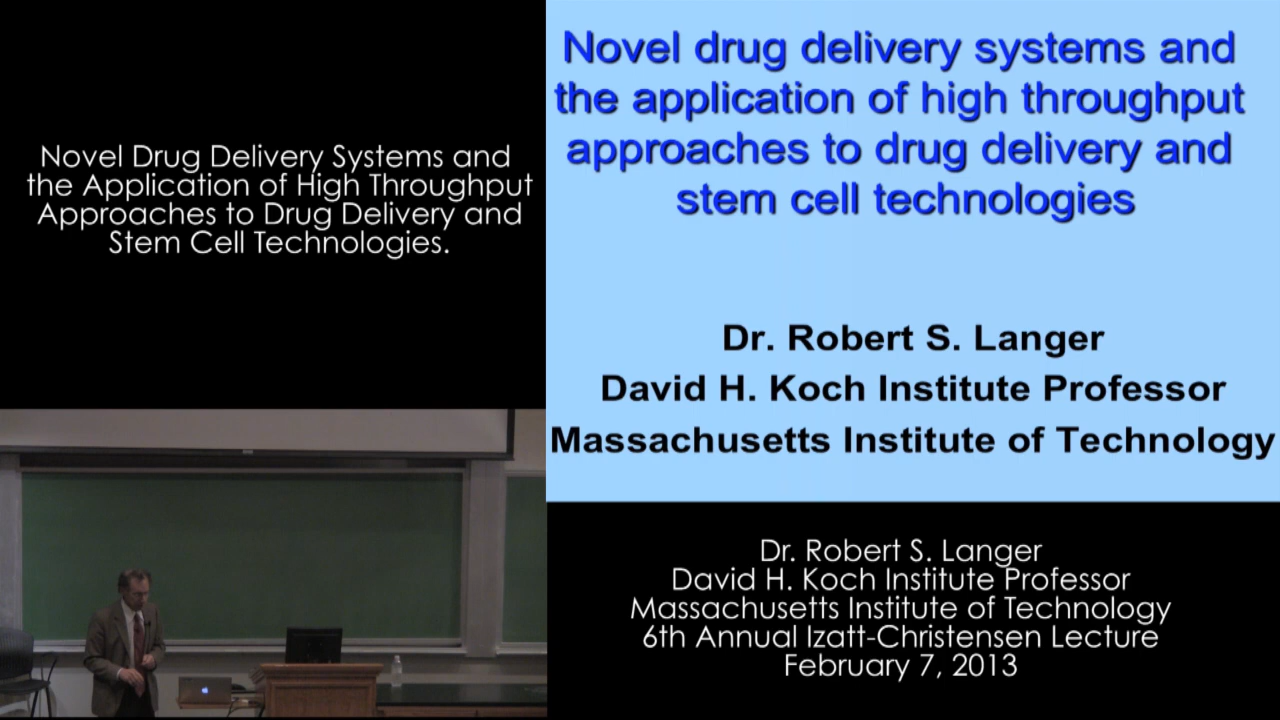 Novel Drug Delivery Systems and
the Application of High Throughput
Approaches to Drug Delivery and
Stem Cell Technologies.
Novel drug delivery systems and
the application of high throughput
approaches to drug delivery and
stem cell technologies
Dr. Robert S. Langer
David H. Koch Institute Professor
Massachusetts Institute of Technology
Dr. Robert S. Langer
David H. Koch Institute Professor
Massachusetts Institute of Technology
6th Annual Izatt-Christensen Lecture
February 7, 2013